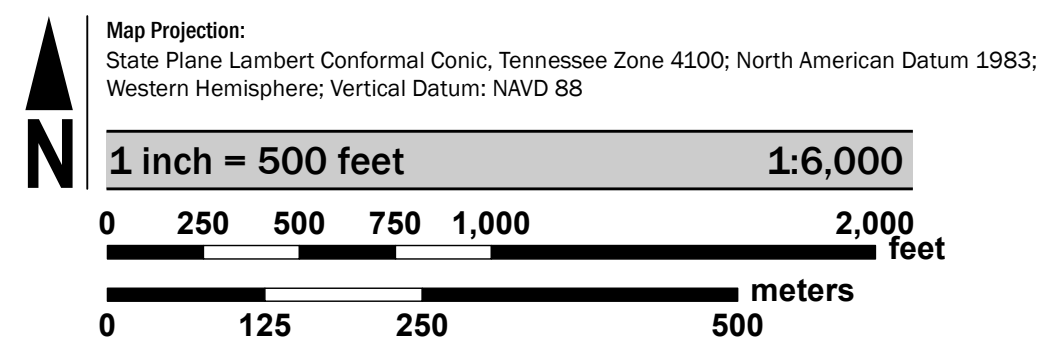 Map Projection:
State Plane Lambert Conformal Conic, Tennessee Zone 4100; North American Datum 1983;
Western Hemisphere; Vertical Datum: NAVD 88
N
1 inch = 500 feet 1:6,000
0 250 500 750 1,000 2,000
feet
meters
0 125 250 500